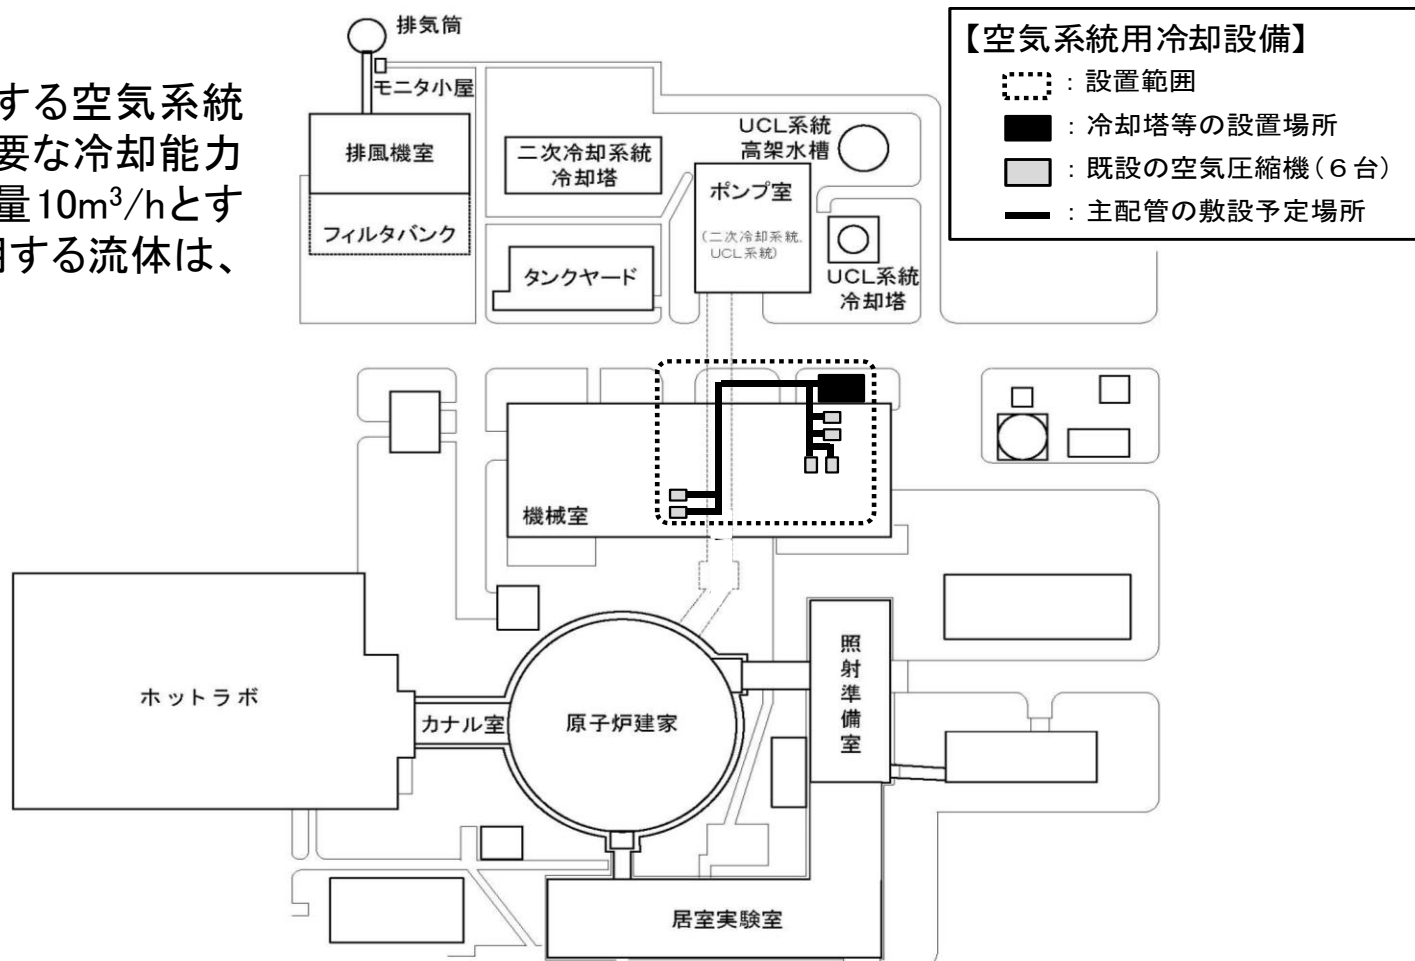 する空気系統
要な冷却能力
量10m³/hとす
用する流体は、
【空気系統用冷却設備】
：設置範囲
：冷却塔等の設置場所
：既設の空気圧縮機(６台)
：主配管の敷設予定場所
排気筒
モニタ小屋
排風機室
フィルタバンク
二次冷却系統
冷却塔
タンクヤード
UCL系統
高架水槽
ポンプ室
(二次冷却系統,
UCL系統)
UCL系統
冷却塔
機械室
ホットラボ
カナル室
原子炉建家
照射準備室
居室実験室